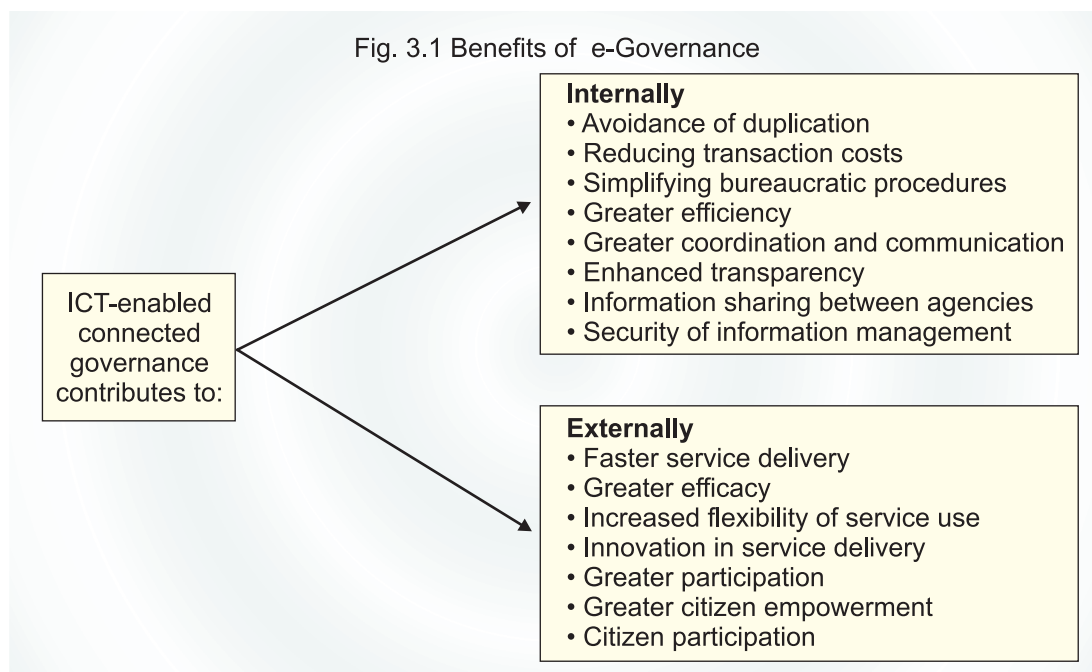 Fig. 3.1 Benefits of e-Governance
ICT-enabled
connected
governance
contributes to:
Internally
• Avoidance of duplication
• Reducing transaction costs
• Simplifying bureaucratic procedures
• Greater efficiency
• Greater coordination and communication
• Enhanced transparency
• Information sharing between agencies
• Security of information management
Externally
• Faster service delivery
• Greater efficacy
• Increased flexibility of service use
• Innovation in service delivery
• Greater participation
• Greater citizen empowerment
• Citizen participation